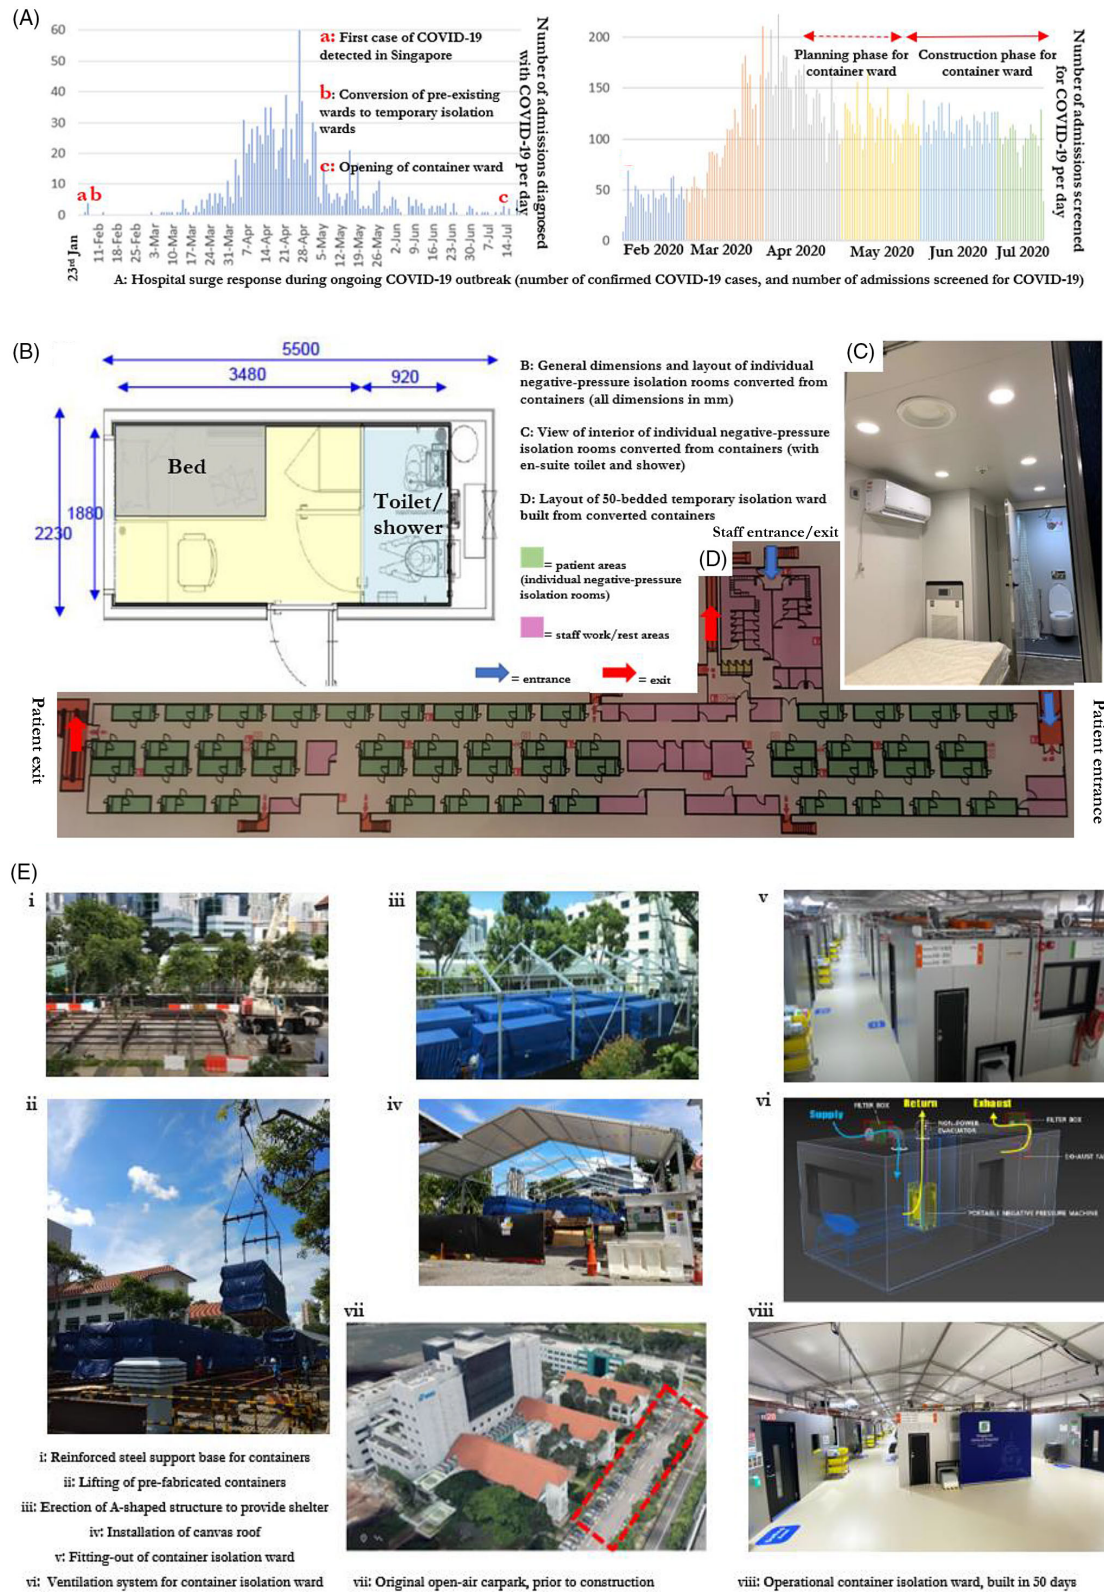 (A)
60
50
40
30
20
10
0
a: First case of COVID-19
detected in Singapore
b: Conversion of pre-existing
wards to temporary isolation
wards
c: Opening of container ward
a b
c
Number of admissions diagnosed
with COVID-19 per day
23rd Jan
11-Feb
18-Feb
25-Feb
3-Mar
10-Mar
17-Mar
24-Mar
31-Mar
7-Apr
14-Apr
21-Apr
28-Apr
5-May
12-May
19-May
26-May
2-Jun
9-Jun
16-Jun
23-Jun
30-Jun
7-Jul
14-Jul
200
150
100
50
0
Planning phase for
container ward
Construction phase for
container ward
Number of admissions screened
for COVID-19 per day
Feb 2020
Mar 2020
Apr 2020
May 2020
Jun 2020
Jul 2020
A: Hospital surge response during ongoing COVID-19 outbreak (number of confirmed COVID-19 cases, and number of admissions screened for COVID-19)
(B)
5500
3480
920
2230
1880
Bed
Toilet/
shower
B: General dimensions and layout of individual
negative-pressure isolation rooms converted from
containers (all dimensions in mm)
C: View of interior of individual negative-pressure
isolation rooms converted from containers (with
en-suite toilet and shower)
D: Layout of 50-bedded temporary isolation ward
built from converted containers
(C)
Staff entrance/exit
(D)
= patient areas
(individual negative-pressure
isolation rooms)
= staff work/rest areas
= entrance
= exit
Patient exit
Patient entrance
(E)
i
iii
v
ii
iv
vi
Supply
FILTER BOX
Return
NON-POWER
EVACUATOR
Exhaust
FILTER BOX
EXHAUST FA
PORTABLE NEGATIVE PRESSURE MACHINE
vii
viii
i: Reinforced steel support base for containers
ii: Lifting of pre-fabricated containers
iii: Erection of A-shaped structure to provide shelter
iv: Installation of canvas roof
v: Fitting-out of container isolation ward
vi: Ventilation system for container isolation ward
vii: Original open-air carpark, prior to construction
viii: Operational container isolation ward, built in 50 days